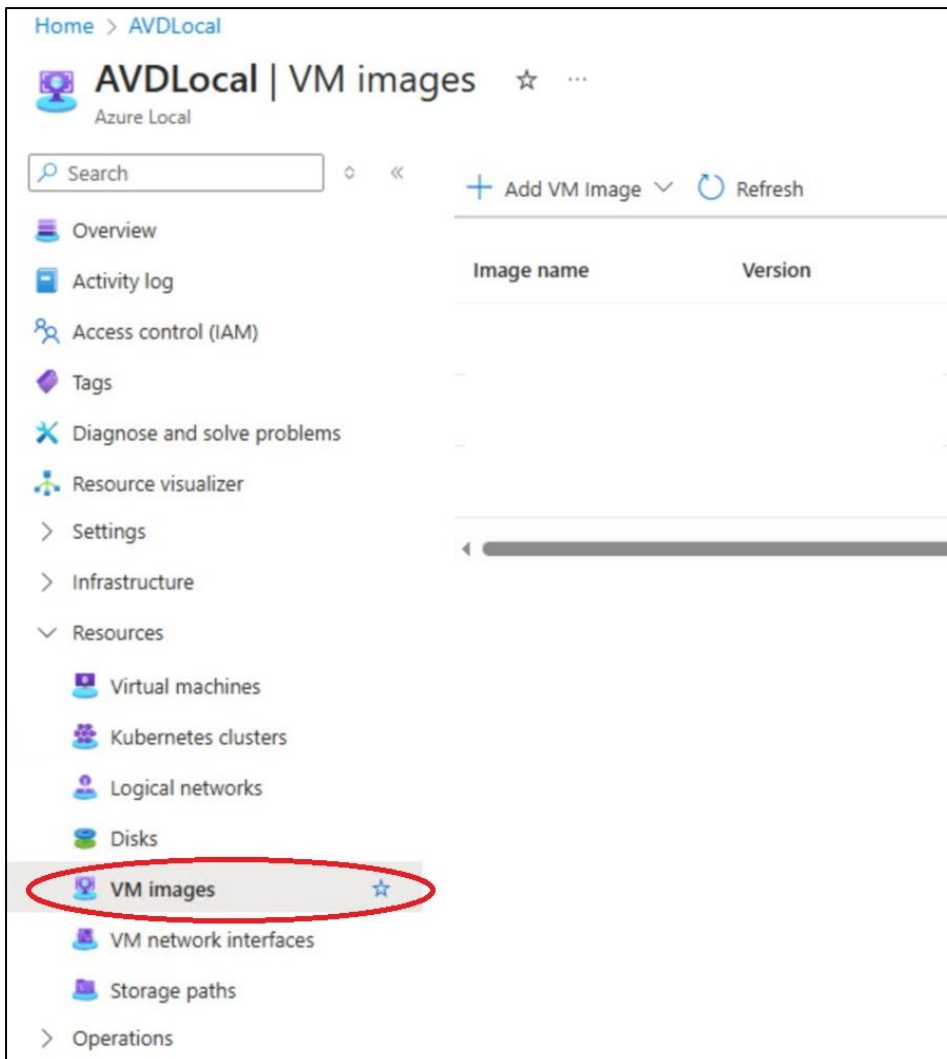 Home > AVDLocal
AVDLocal | VM images
Azure Local
Search
Add VM Image
Refresh
Overview
Image name
Version
Activity log
Access control (IAM)
Tags
Diagnose and solve problems
Resource visualizer
Settings
Infrastructure
Resources
Virtual machines
Kubernetes clusters
Logical networks
Disks
VM images
VM network interfaces
Storage paths
Operations